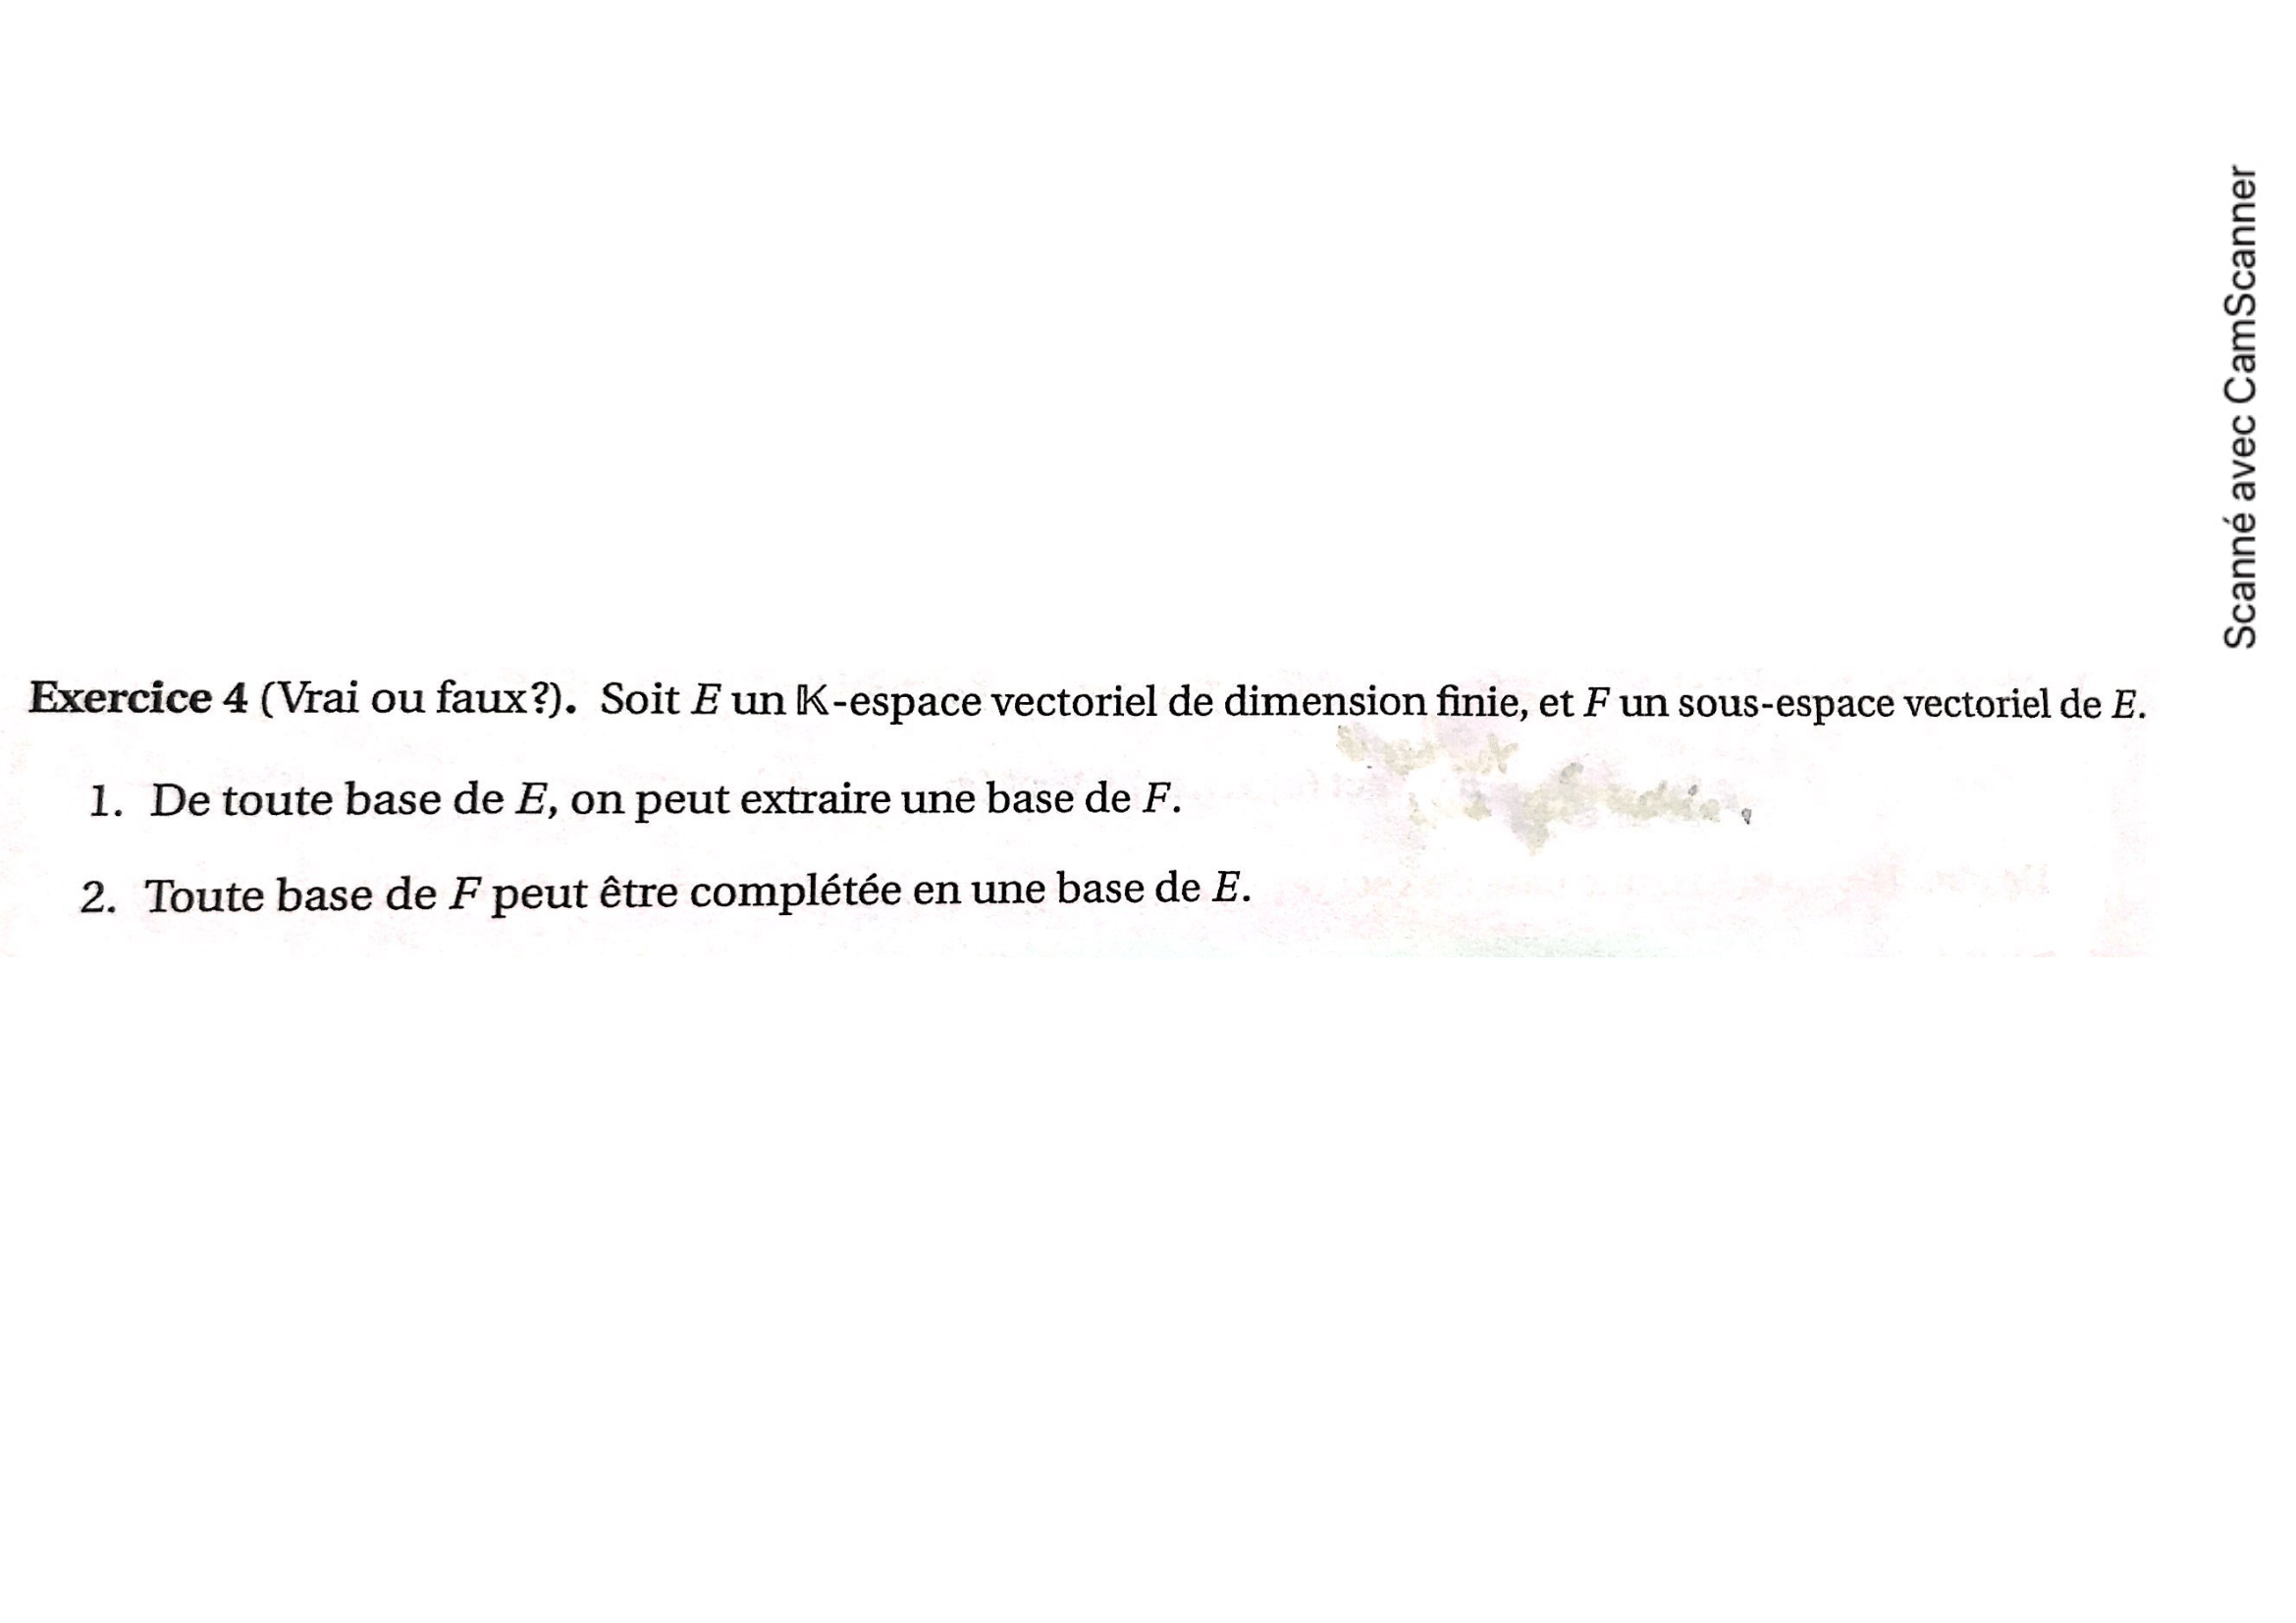 Exercice 4 (Vrai ou faux?). Soit E un 𝕂-espace vectoriel de dimension finie, et F un sous-espace vectoriel de E.
1. De toute base de E, on peut extraire une base de F.
2. Toute base de F peut être complétée en une base de E.
Scanné avec CamScanner